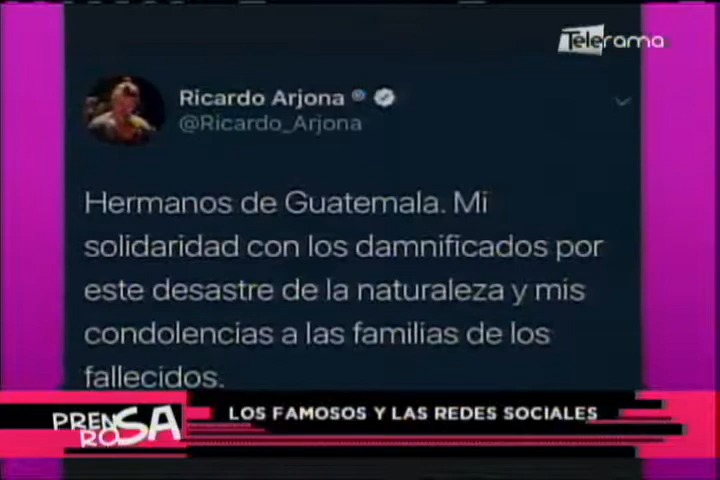 Telerama
Ricardo Arjona
@Ricardo_Arjona
Hermanos de Guatemala. Mi
solidaridad con los damnificados por
este desastre de la naturaleza y mis
condolencias a las familias de los
fallecidos.
LOS FAMOSOS Y LAS REDES SOCIALES
PRENSA
ROSA